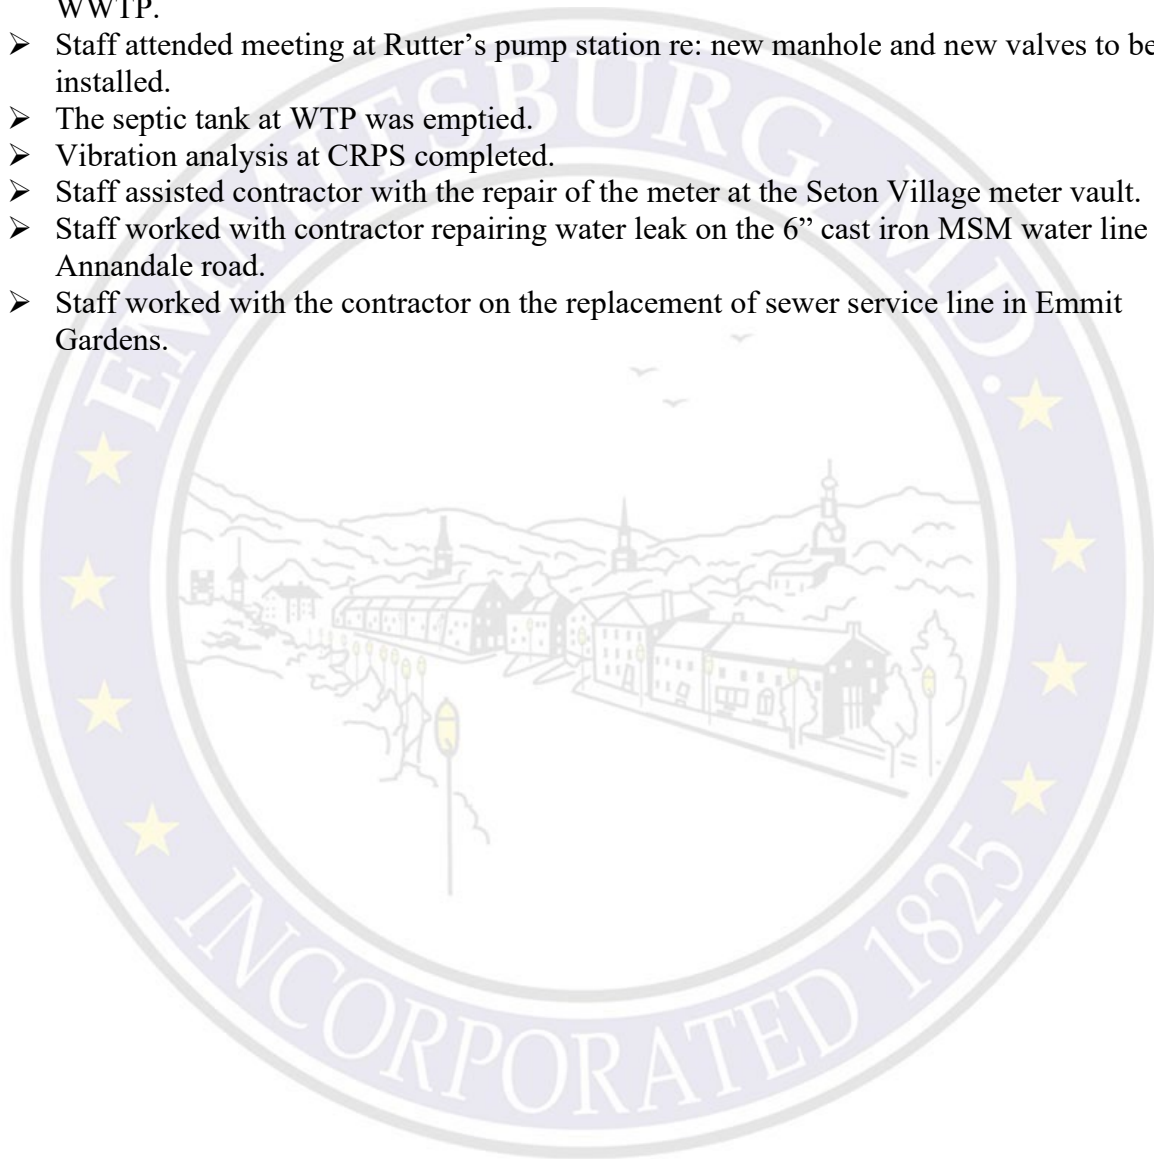 WWTP.
➢ Staff attended meeting at Rutter’s pump station re: new manhole and new valves to be
installed.
➢ The septic tank at WTP was emptied.
➢ Vibration analysis at CRPS completed.
➢ Staff assisted contractor with the repair of the meter at the Seton Village meter vault.
➢ Staff worked with contractor repairing water leak on the 6” cast iron MSM water line
Annandale road.
➢ Staff worked with the contractor on the replacement of sewer service line in Emmit
Gardens.
EMMITSBURG, MD.
INCORPORATED 1825